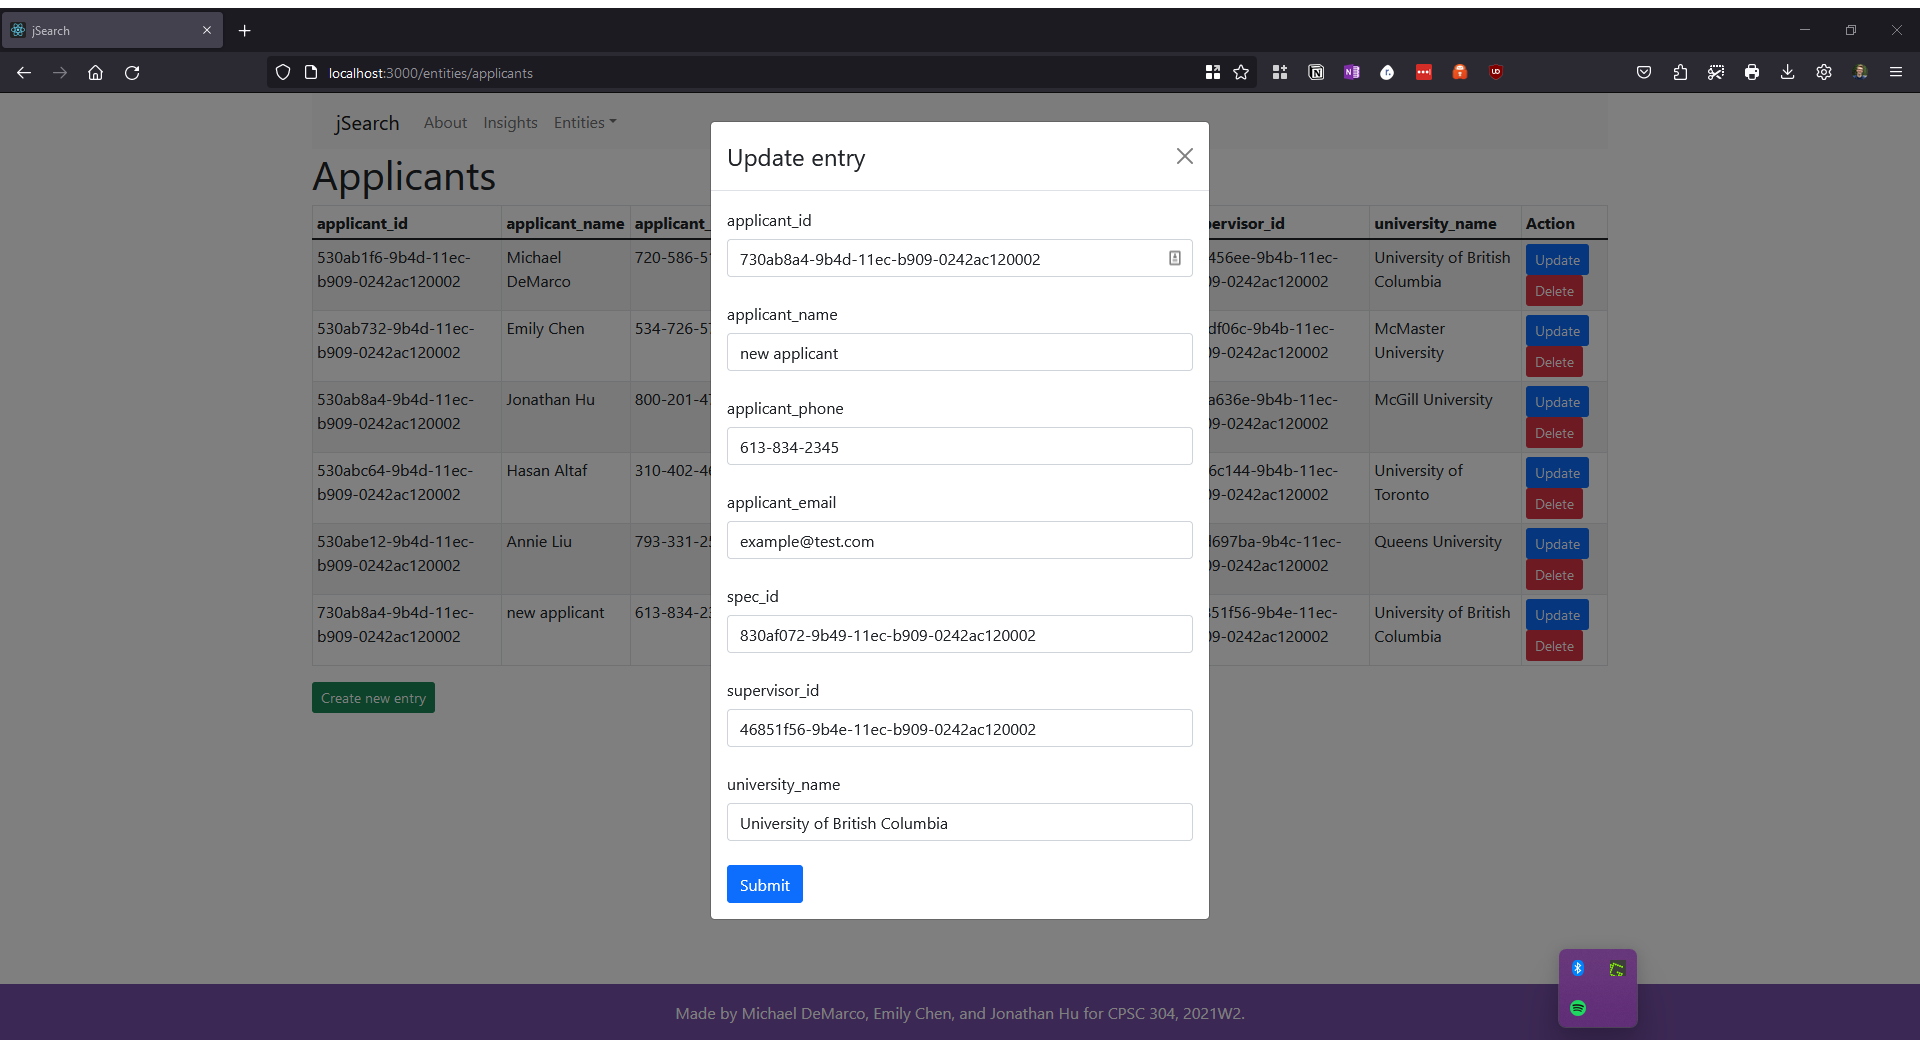 jSearch
localhost:3000/entities/applicants
jSearch About Insights Entities
Applicants
applicant_id applicant_name applicant_ ervisor_id university_name Action
530ab1f6-9b4d-11ec- Michael 720-586-5 456ee-9b4b-11ec- University of British Update
b909-0242ac120002 DeMarco 9-0242ac120002 Columbia Delete
530ab732-9b4d-11ec- Emily Chen 534-726-5 df06c-9b4b-11ec- McMaster Update
b909-0242ac120002 9-0242ac120002 University Delete
530ab8a4-9b4d-11ec- Jonathan Hu 800-201-4 a636e-9b4b-11ec- McGill University Update
b909-0242ac120002 9-0242ac120002 Delete
530abc64-9b4d-11ec- Hasan Altaf 310-402-4 6c144-9b4b-11ec- University of Update
b909-0242ac120002 9-0242ac120002 Toronto Delete
530abe12-9b4d-11ec- Annie Liu 793-331-2 697ba-9b4c-11ec- Queens University Update
b909-0242ac120002 9-0242ac120002 Delete
730ab8a4-9b4d-11ec- new applicant 613-834-2 51f56-9b4e-11ec- University of British Update
b909-0242ac120002 9-0242ac120002 Columbia Delete
Create new entry
Update entry
applicant_id
730ab8a4-9b4d-11ec-b909-0242ac120002
applicant_name
new applicant
applicant_phone
613-834-2345
applicant_email
example@test.com
spec_id
830af072-9b49-11ec-b909-0242ac120002
supervisor_id
46851f56-9b4e-11ec-b909-0242ac120002
university_name
University of British Columbia
Submit
Made by Michael DeMarco, Emily Chen, and Jonathan Hu for CPSC 304, 2021W2.